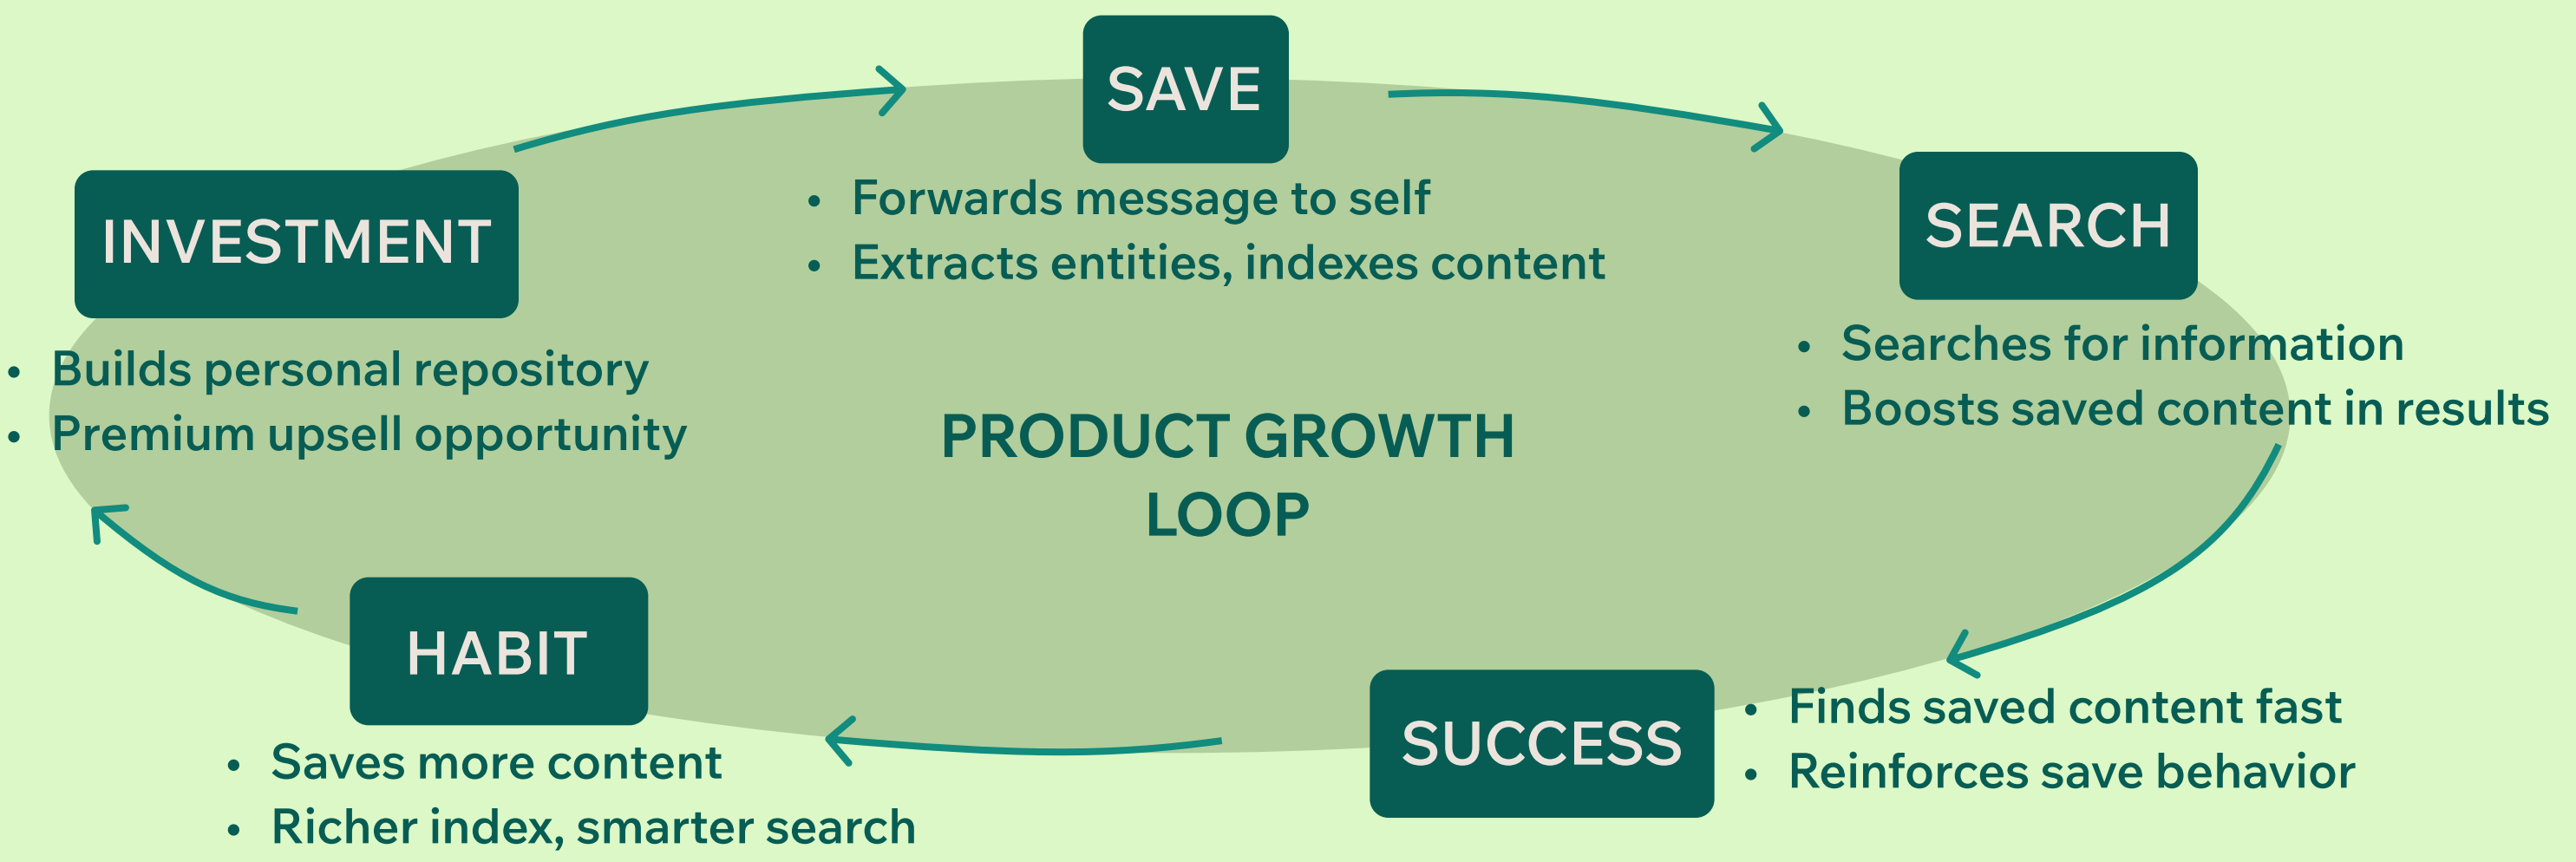 PRODUCT GROWTH
LOOP
SAVE
• Forwards message to self
• Extracts entities, indexes content
SEARCH
• Searches for information
• Boosts saved content in results
SUCCESS
• Finds saved content fast
• Reinforces save behavior
HABIT
• Saves more content
• Richer index, smarter search
INVESTMENT
• Builds personal repository
• Premium upsell opportunity